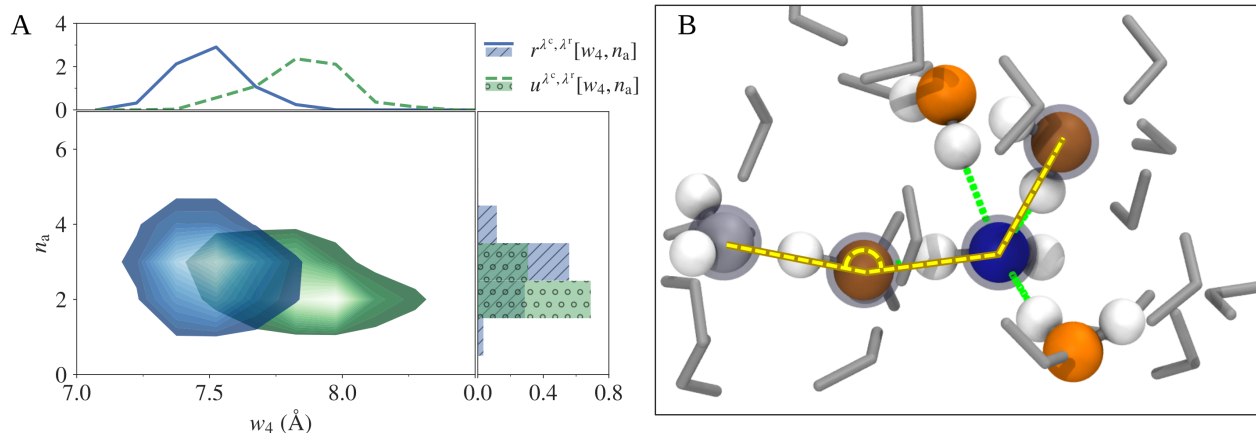 A
4
2
0
r^{λ^c, λ^r}[w_4, n_a]
u^{λ^c, λ^r}[w_4, n_a]
6
4
2
0
n_a
7.0
7.5
8.0
w_4 (Å)
0.0
0.4
0.8
B